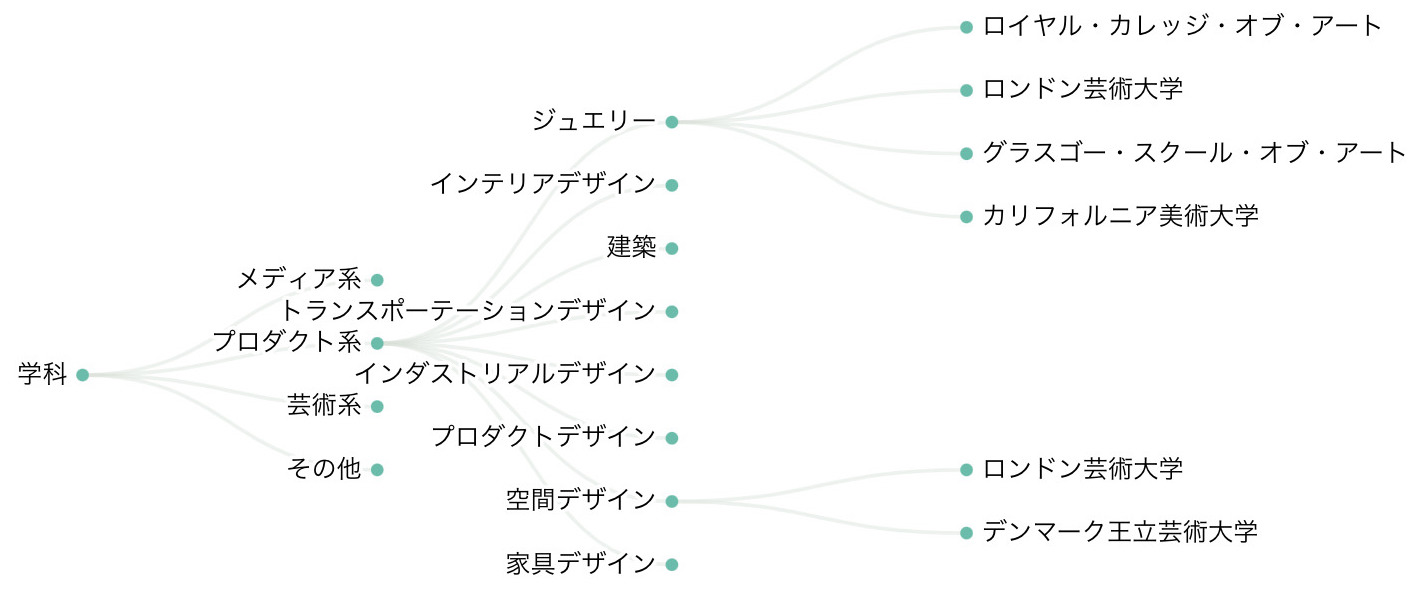 学科
メディア系
プロダクト系
芸術系
その他
ジュエリー
インテリアデザイン
建築
トランスポーテーションデザイン
インダストリアルデザイン
プロダクトデザイン
空間デザイン
家具デザイン
ロイヤル・カレッジ・オブ・アート
ロンドン芸術大学
グラスゴー・スクール・オブ・アート
カリフォルニア美術大学
ロンドン芸術大学
デンマーク王立芸術大学